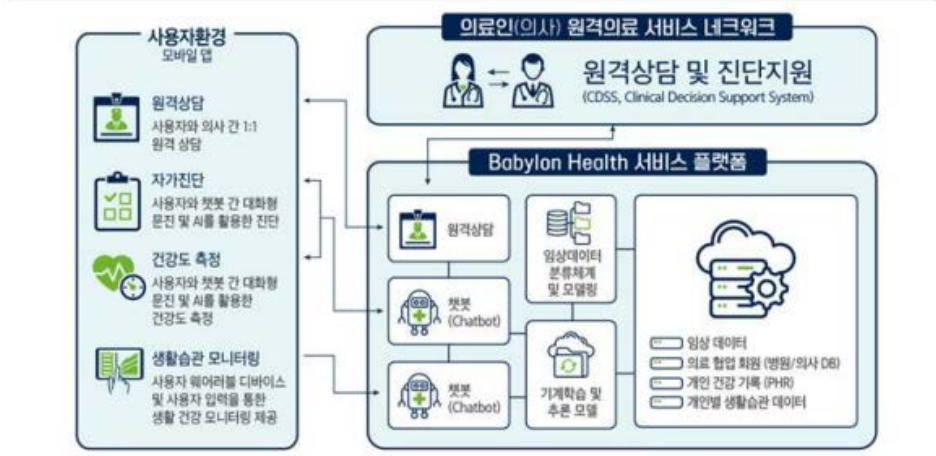 사용자환경
모바일 맵
원격상담
사용자와 의사 간 1:1
원격 상담
자가진단
사용자와 챗봇 간 대화형
문진 및 AI를 활용한 진단
건강도 측정
사용자와 챗봇 간 대화형
문진 및 AI를 활용한
건강도 측정
생활습관 모니터링
사용자 웨어러블 디바이스
및 사용자 입력을 통한
생활 건강 모니터링 제공
의료인(의사) 원격의료 서비스 네크워크
원격상담 및 진단지원
(CDSS, Clinical Decision Support System)
Babylon Health 서비스 플랫폼
원격상담
챗봇
(Chatbot)
챗봇
(Chatbot)
임상데이터
분류체계
및 모델링
기계학습 및
추론 모델
임상 데이터
의료 협업 회원 (병원/의사 DB)
개인 건강 기록 (PHR)
개인별 생활습관 데이터